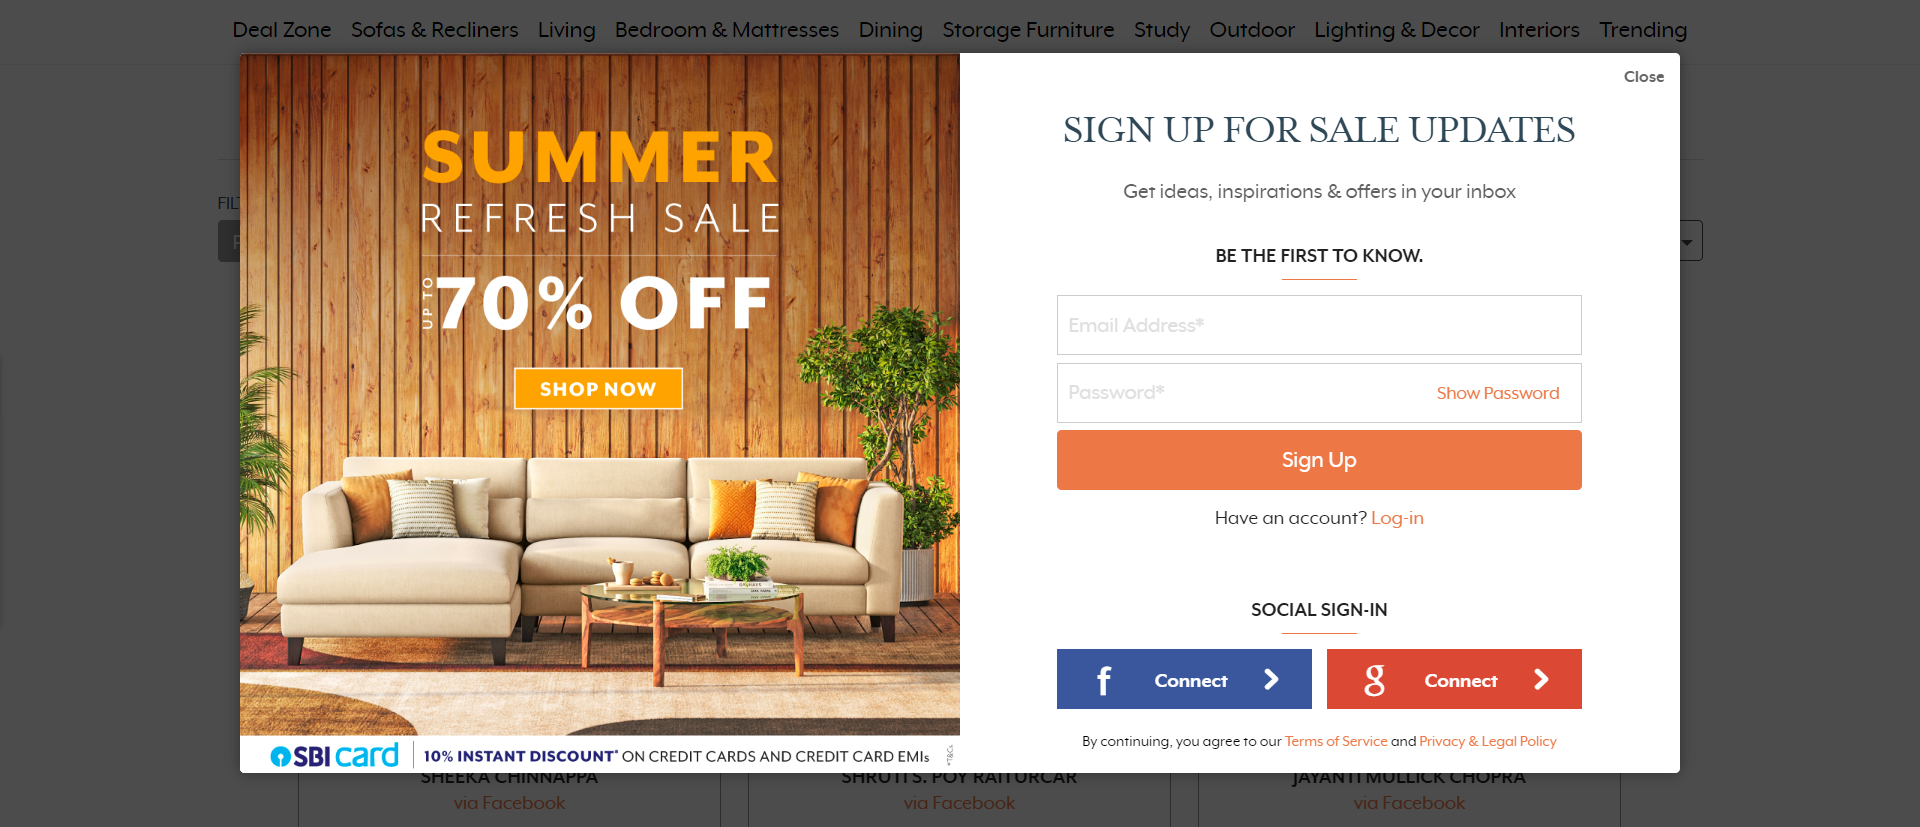 Deal Zone Sofas & Recliners Living Bedroom & Mattresses Dining Storage Furniture Study Outdoor Lighting & Decor Interiors Trending
SUMMER
REFRESH SALE
UP TO
70% OFF
SHOP NOW
SBI card 10% INSTANT DISCOUNT* ON CREDIT CARDS AND CREDIT CARD EMIs *T&Cs
Close
SIGN UP FOR SALE UPDATES
Get ideas, inspirations & offers in your inbox
BE THE FIRST TO KNOW.
Email Address*
Password* Show Password
Sign Up
Have an account? Log-in
SOCIAL SIGN-IN
f Connect
g Connect
By continuing, you agree to our Terms of Service and Privacy & Legal Policy
SHEEKA CHINNAPPA
via Facebook
SHRUTI S. POY RAITURCAR
via Facebook
JAYANTI MULLICK CHOPRA
via Facebook